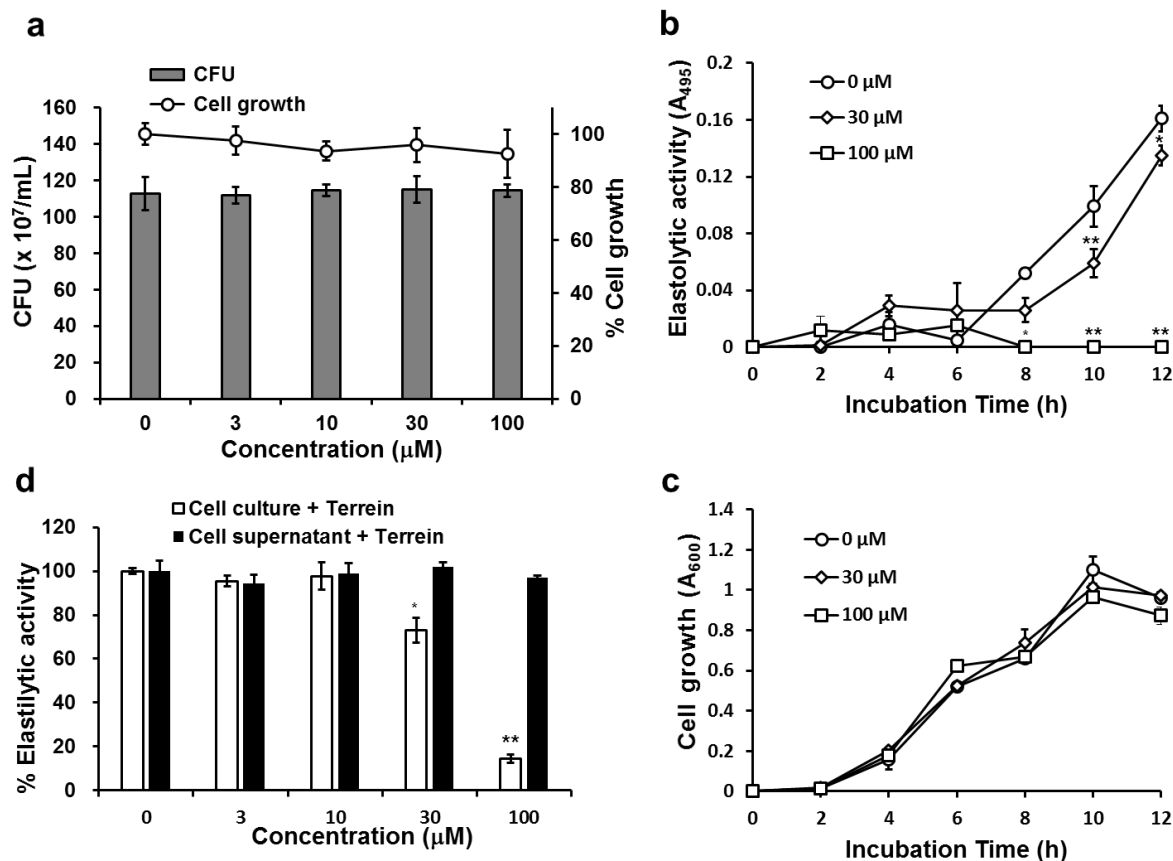 a
CFU
Cell growth
CFU (x 10⁷/mL)
160
140
120
100
80
60
40
20
0
100
80
60
40
20
0
% Cell growth
0 3 10 30 100
Concentration (μM)
b
0 μM
30 μM
100 μM
Elastolytic activity (A₄₉₅)
0.2
0.16
0.12
0.08
0.04
0
*
**
* ** **
0 2 4 6 8 10 12
Incubation Time (h)
d
Cell culture + Terrein
Cell supernatant + Terrein
% Elastilytic activity
120
100
80
60
40
20
0
*
**
0 3 10 30 100
Concentration (μM)
c
0 μM
30 μM
100 μM
Cell growth (A₆₀₀)
1.4
1.2
1
0.8
0.6
0.4
0.2
0
0 2 4 6 8 10 12
Incubation Time (h)